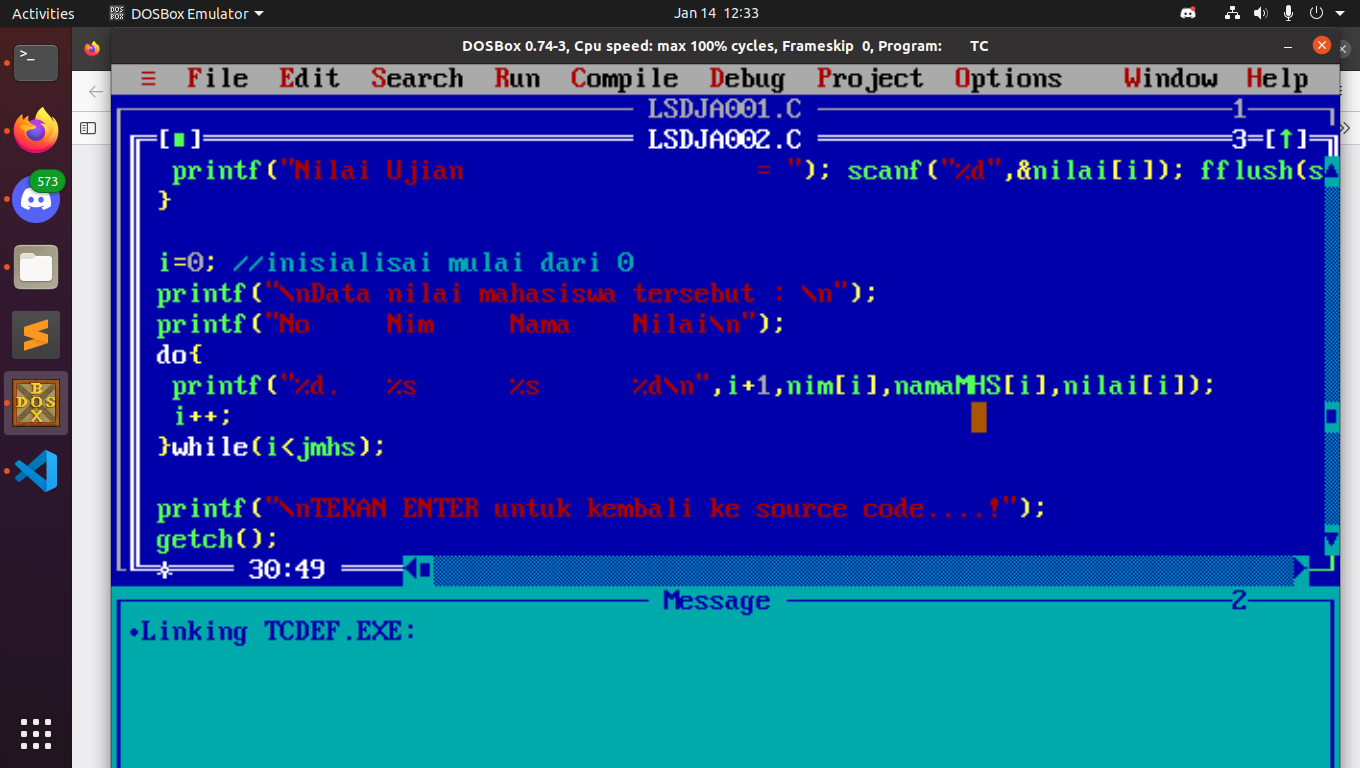 Activities DOSBox Emulator Jan 14 12:33
DOSBox 0.74-3, Cpu speed: max 100% cycles, Frameskip 0, Program: TC
≡ File Edit Search Run Compile Debug Project Options Window Help
LSDJA001.C 1
[■] LSDJA002.C 3=[↑]
printf("Nilai Ujian = "); scanf("%d",&nilai[i]); fflush(s
}
i=0; //inisialisai mulai dari 0
printf("\nData nilai mahasiswa tersebut : \n");
printf("No Nim Nama Nilai\n");
do{
printf("%d. %s %s %d\n",i+1,nim[i],namaMHS[i],nilai[i]);
i++;
}while(i<jmhs);
printf("\nTEKAN ENTER untuk kembali ke source code....!");
getch();
30:49
Message 2
•Linking TCDEF.EXE:
573
BOX
DOS